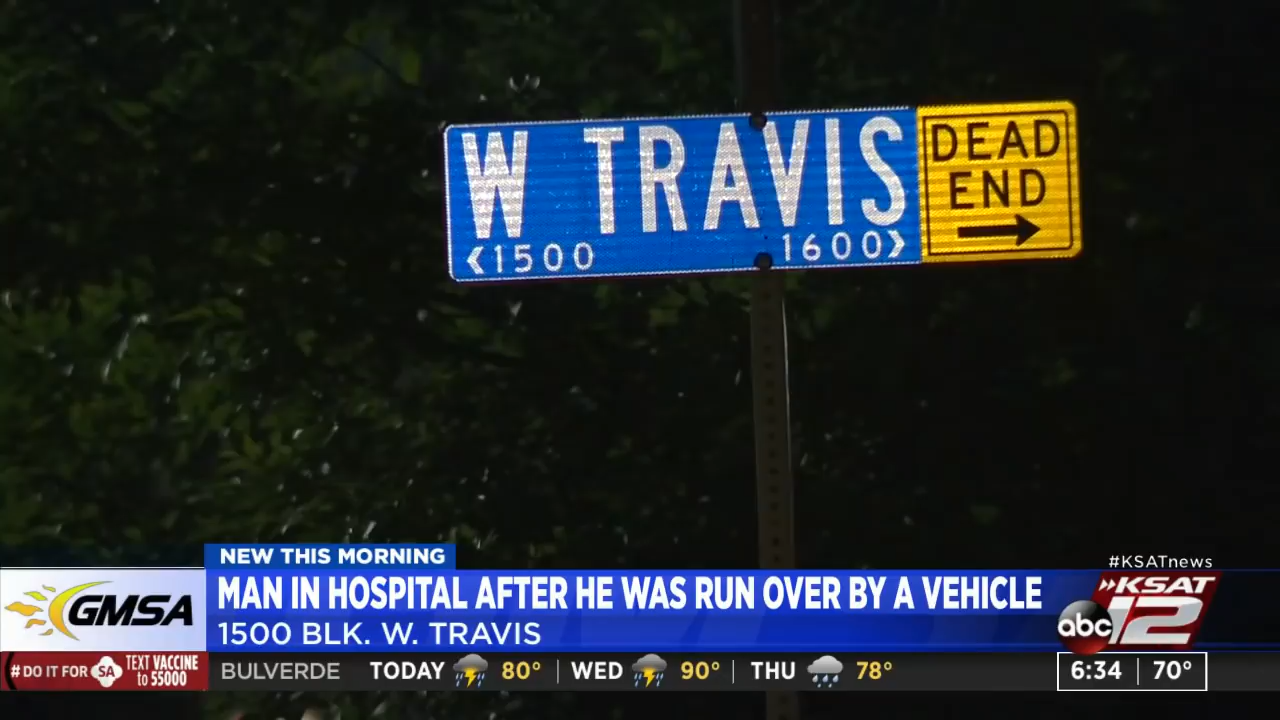 W TRAVIS
<1500
1600>
DEAD
END
NEW THIS MORNING
#KSATnews
MAN IN HOSPITAL AFTER HE WAS RUN OVER BY A VEHICLE
1500 BLK. W. TRAVIS
GMSA
abc
KSAT
12
#DO IT FOR SA
TEXT VACCINE
to 55000
BULVERDE TODAY 80° WED 90° THU 78°
6:34 70°